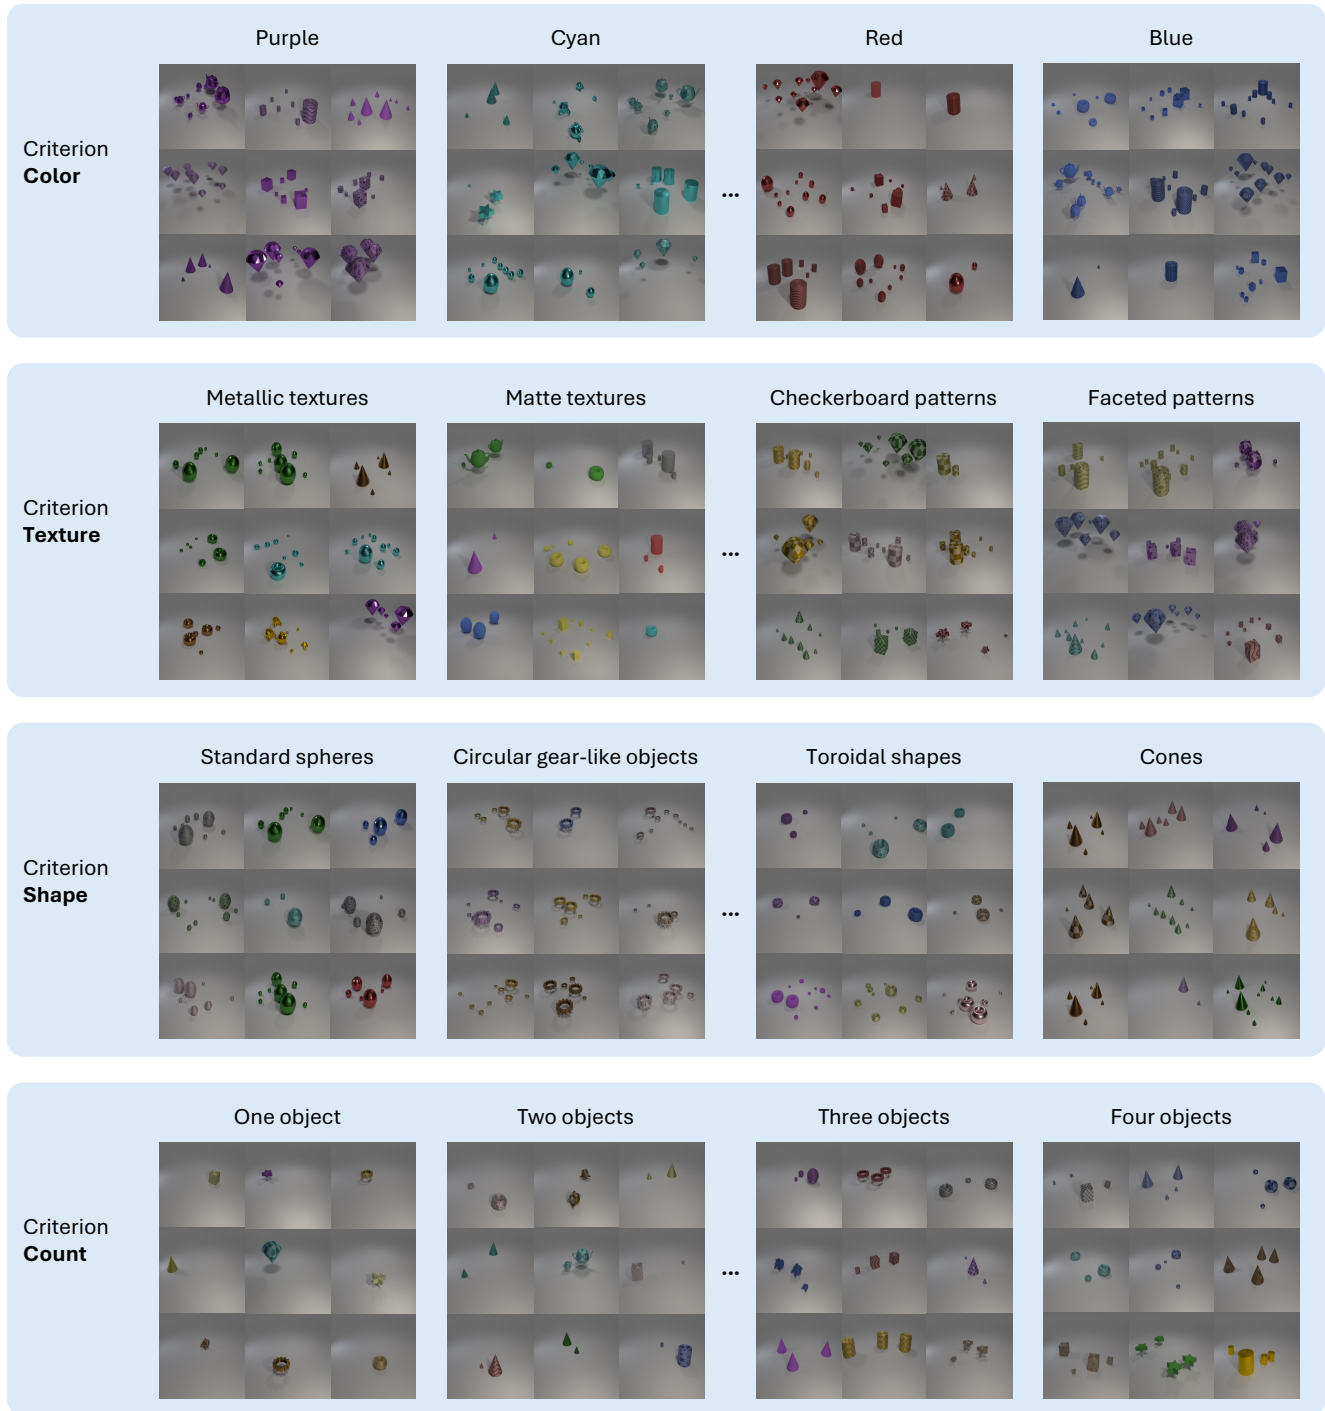 Criterion
Color
Purple
Cyan
...
Red
Blue
Criterion
Texture
Metallic textures
Matte textures
...
Checkerboard patterns
Faceted patterns
Criterion
Shape
Standard spheres
Circular gear-like objects
...
Toroidal shapes
Cones
Criterion
Count
One object
Two objects
...
Three objects
Four objects